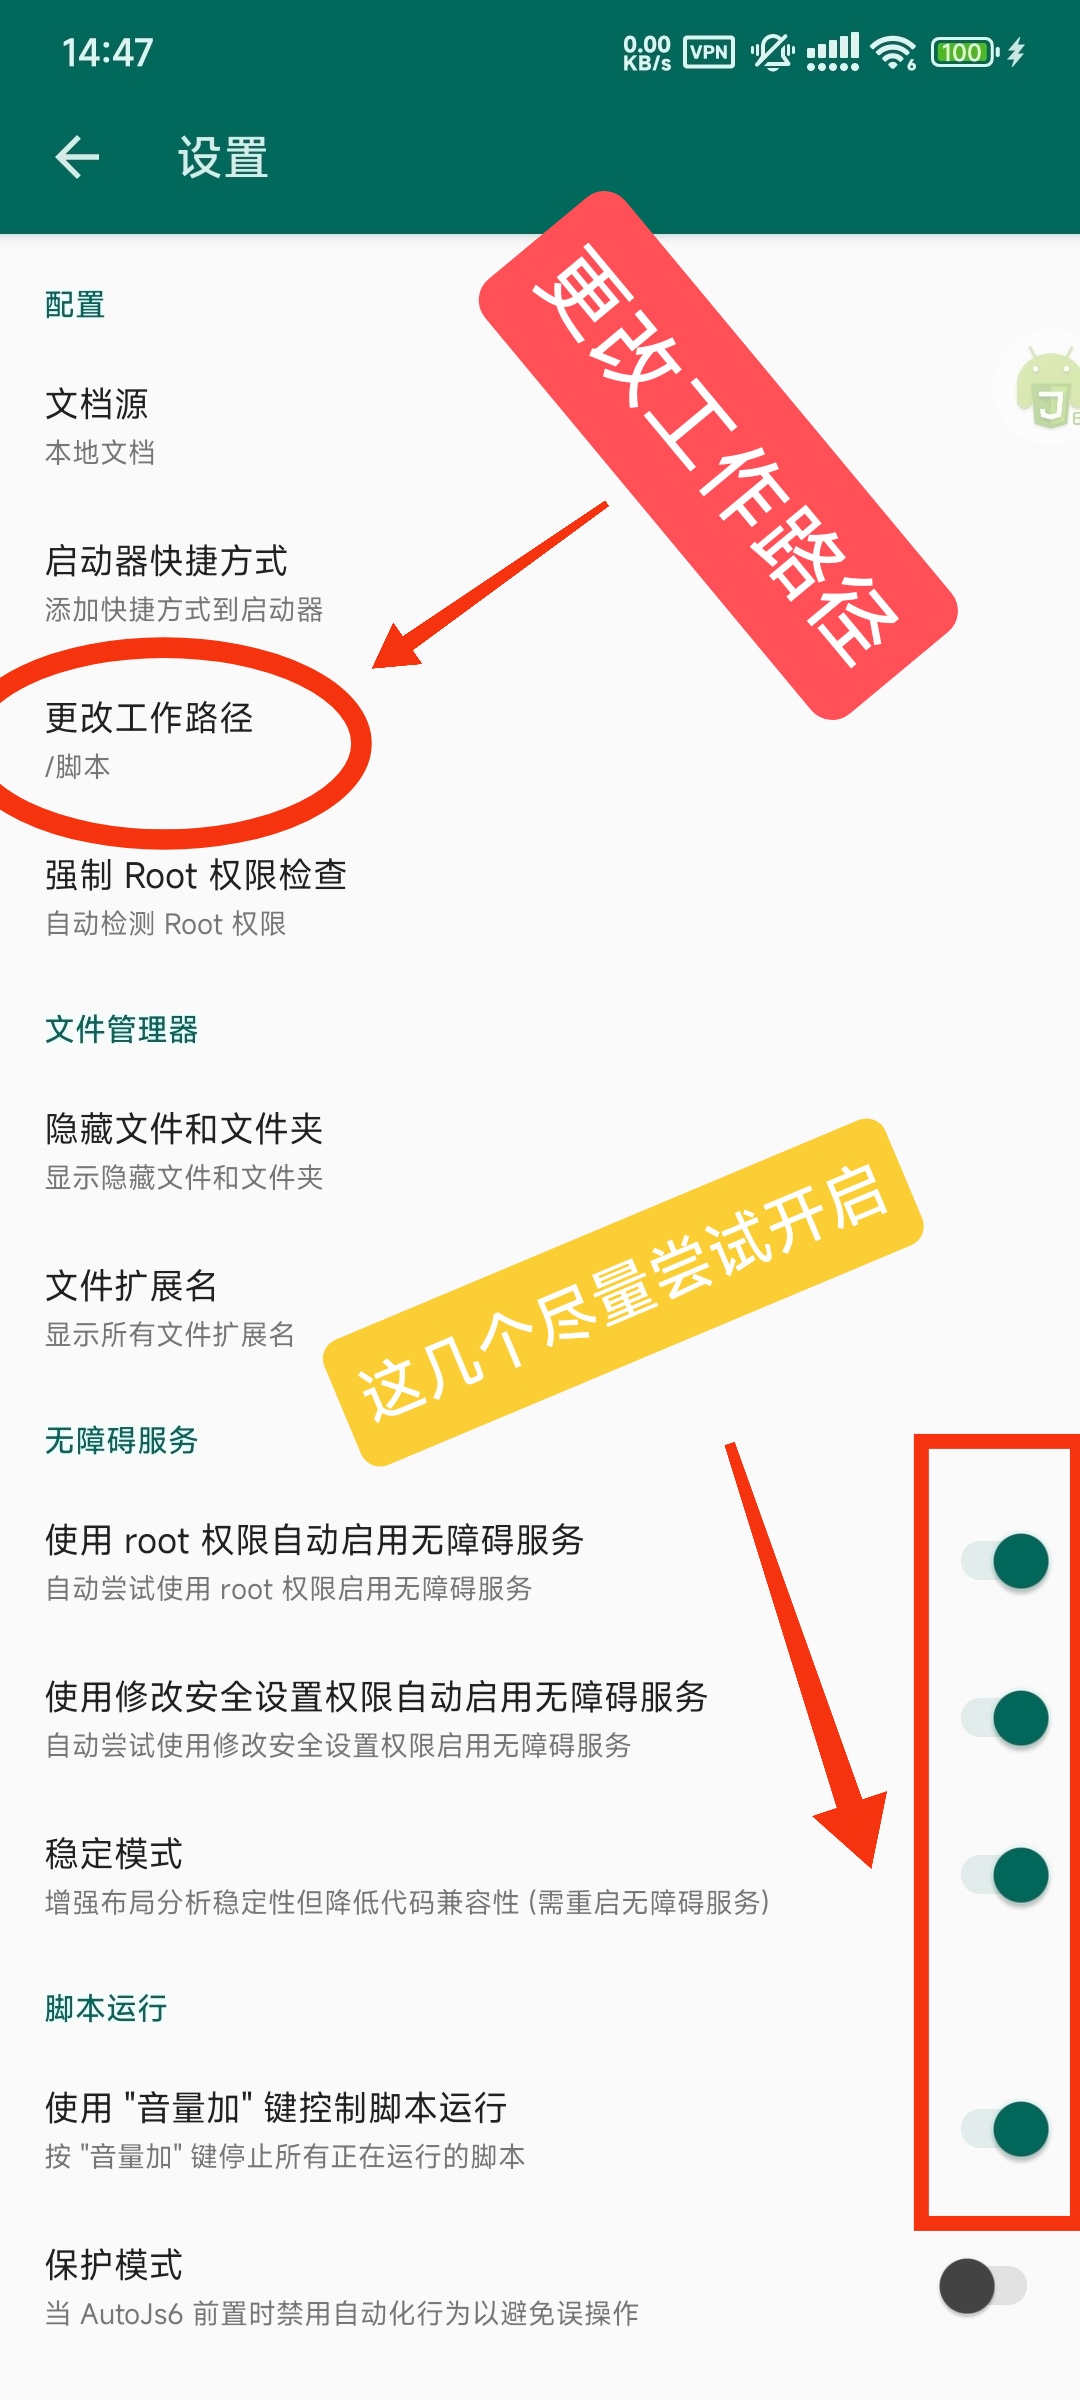 14:47
0.00
KB/s
VPN
6
100
设置
更改工作路径
配置
文档源
本地文档
启动器快捷方式
添加快捷方式到启动器
更改工作路径
/脚本
强制 Root 权限检查
自动检测 Root 权限
文件管理器
隐藏文件和文件夹
显示隐藏文件和文件夹
这几个尽量尝试开启
文件扩展名
显示所有文件扩展名
无障碍服务
使用 root 权限自动启用无障碍服务
自动尝试使用 root 权限启用无障碍服务
使用修改安全设置权限自动启用无障碍服务
自动尝试使用修改安全设置权限启用无障碍服务
稳定模式
增强布局分析稳定性但降低代码兼容性 (需重启无障碍服务)
脚本运行
使用 "音量加" 键控制脚本运行
按 "音量加" 键停止所有正在运行的脚本
保护模式
当 AutoJs6 前置时禁用自动化行为以避免误操作